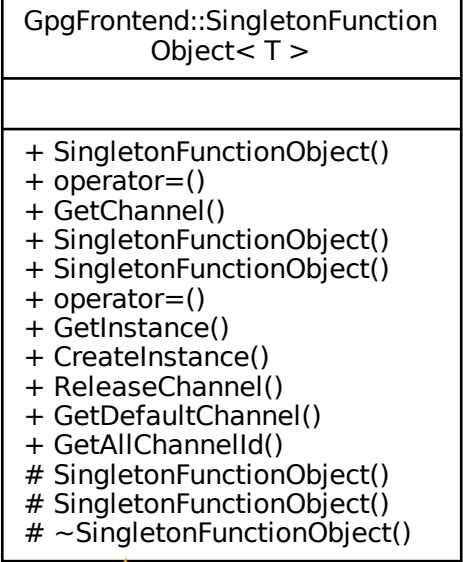 GpgFrontend::SingletonFunction
Object< T >
+ SingletonFunctionObject()
+ operator=()
+ GetChannel()
+ SingletonFunctionObject()
+ SingletonFunctionObject()
+ operator=()
+ GetInstance()
+ CreateInstance()
+ ReleaseChannel()
+ GetDefaultChannel()
+ GetAllChannelId()
# SingletonFunctionObject()
# SingletonFunctionObject()
# ~SingletonFunctionObject()